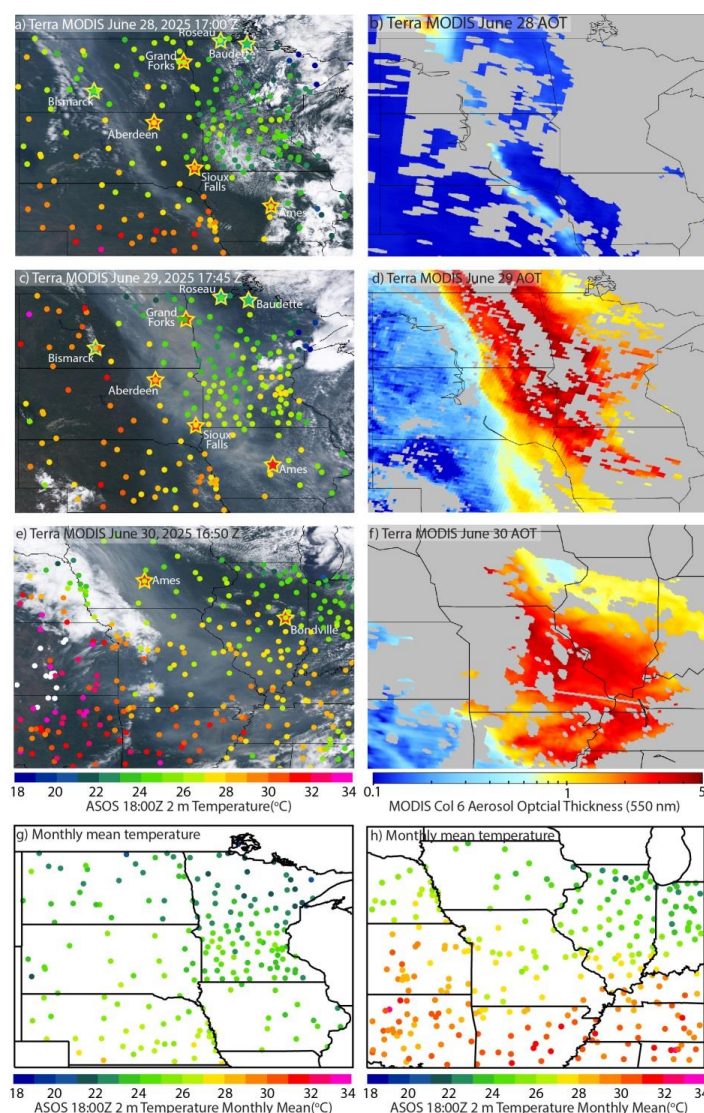 a) Terra MODIS June 28, 2025 17:00 Z
Roseau
Grand
Forks
Baudette
Bismarck
Aberdeen
Sioux
Falls
Ames
b) Terra MODIS June 28 AOT
c) Terra MODIS June 29, 2025 17:45 Z
Roseau
Baudette
Grand
Forks
Bismarck
Aberdeen
Sioux
Falls
Ames
d) Terra MODIS June 29 AOT
e) Terra MODIS June 30, 2025 16:50 Z
Ames
Bondville
f) Terra MODIS June 30 AOT
18 20 22 24 26 28 30 32 34
ASOS 18:00Z 2 m Temperature(°C)
0.1 1 5
MODIS Col 6 Aerosol Optcial Thickness (550 nm)
g) Monthly mean temperature
h) Monthly mean temperature
18 20 22 24 26 28 30 32 34
ASOS 18:00Z 2 m Temperature Monthly Mean(°C)
18 20 22 24 26 28 30 32 34
ASOS 18:00Z 2 m Temperature Monthly Mean(°C)